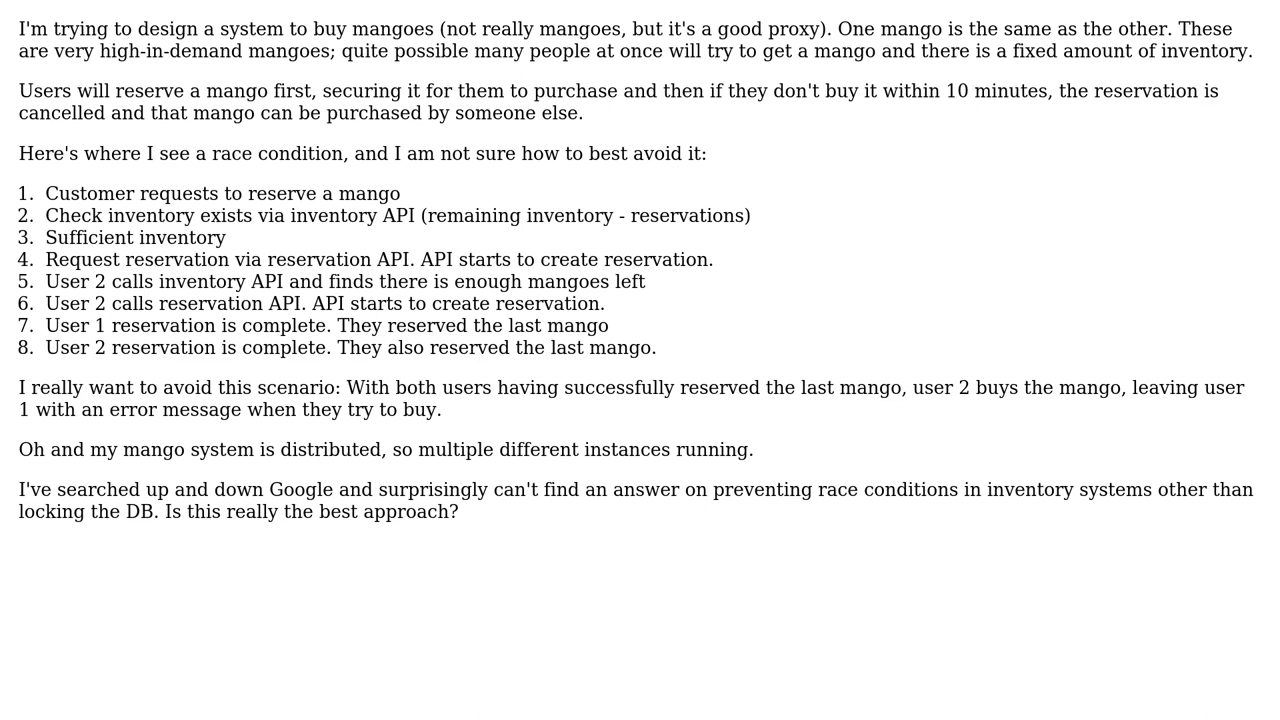 I'm trying to design a system to buy mangoes (not really mangoes, but it's a good proxy). One mango is the same as the other. These
are very high-in-demand mangoes; quite possible many people at once will try to get a mango and there is a fixed amount of inventory.
Users will reserve a mango first, securing it for them to purchase and then if they don't buy it within 10 minutes, the reservation is
cancelled and that mango can be purchased by someone else.
Here's where I see a race condition, and I am not sure how to best avoid it:
1. Customer requests to reserve a mango
2. Check inventory exists via inventory API (remaining inventory - reservations)
3. Sufficient inventory
4. Request reservation via reservation API. API starts to create reservation.
5. User 2 calls inventory API and finds there is enough mangoes left
6. User 2 calls reservation API. API starts to create reservation.
7. User 1 reservation is complete. They reserved the last mango
8. User 2 reservation is complete. They also reserved the last mango.
I really want to avoid this scenario: With both users having successfully reserved the last mango, user 2 buys the mango, leaving user
1 with an error message when they try to buy.
Oh and my mango system is distributed, so multiple different instances running.
I've searched up and down Google and surprisingly can't find an answer on preventing race conditions in inventory systems other than
locking the DB. Is this really the best approach?